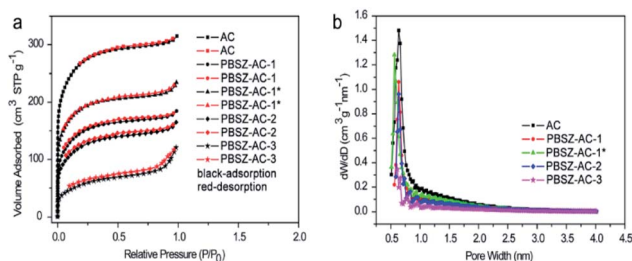 a
Volume Adsorbed (cm³ STP g⁻¹)
300
200
100
0
AC
AC
PBSZ-AC-1
PBSZ-AC-1
PBSZ-AC-1*
PBSZ-AC-1*
PBSZ-AC-2
PBSZ-AC-2
PBSZ-AC-3
PBSZ-AC-3
black-adsorption
red-desorption
0.0 0.5 1.0 1.5 2.0
Relative Pressure (P/P₀)
b
dV/dD (cm³g⁻¹nm⁻¹)
1.6
1.4
1.2
1.0
0.8
0.6
0.4
0.2
0.0
AC
PBSZ-AC-1
PBSZ-AC-1*
PBSZ-AC-2
PBSZ-AC-3
0.0 0.5 1.0 1.5 2.0 2.5 3.0 3.5 4.0 4.5
Pore Width (nm)